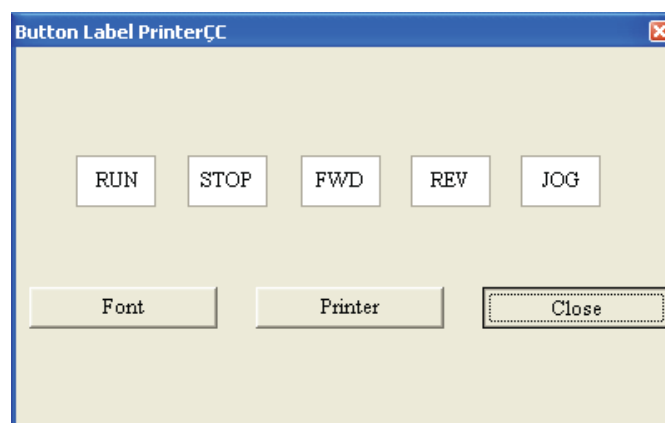 Button Label PrinterÇC
RUN STOP FWD REV JOG
Font Printer Close